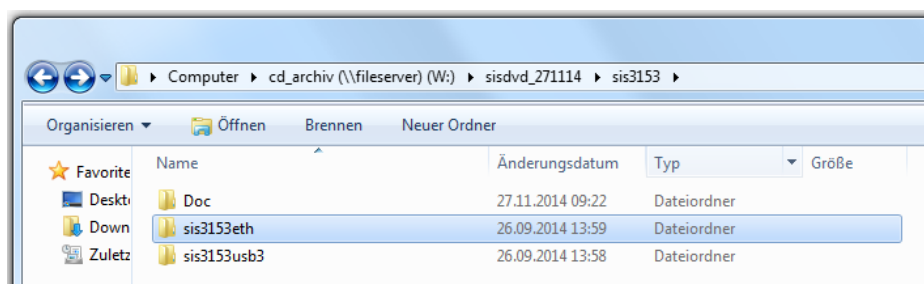 Computer ▸ cd_archiv (\\fileserver) (W:) ▸ sisdvd_271114 ▸ sis3153 ▸
Organisieren Öffnen Brennen Neuer Ordner
Favorite Name Änderungsdatum Typ Größe
Deskt Doc 27.11.2014 09:22 Dateiordner
Down sis3153eth 26.09.2014 13:59 Dateiordner
Zuletz sis3153usb3 26.09.2014 13:58 Dateiordner